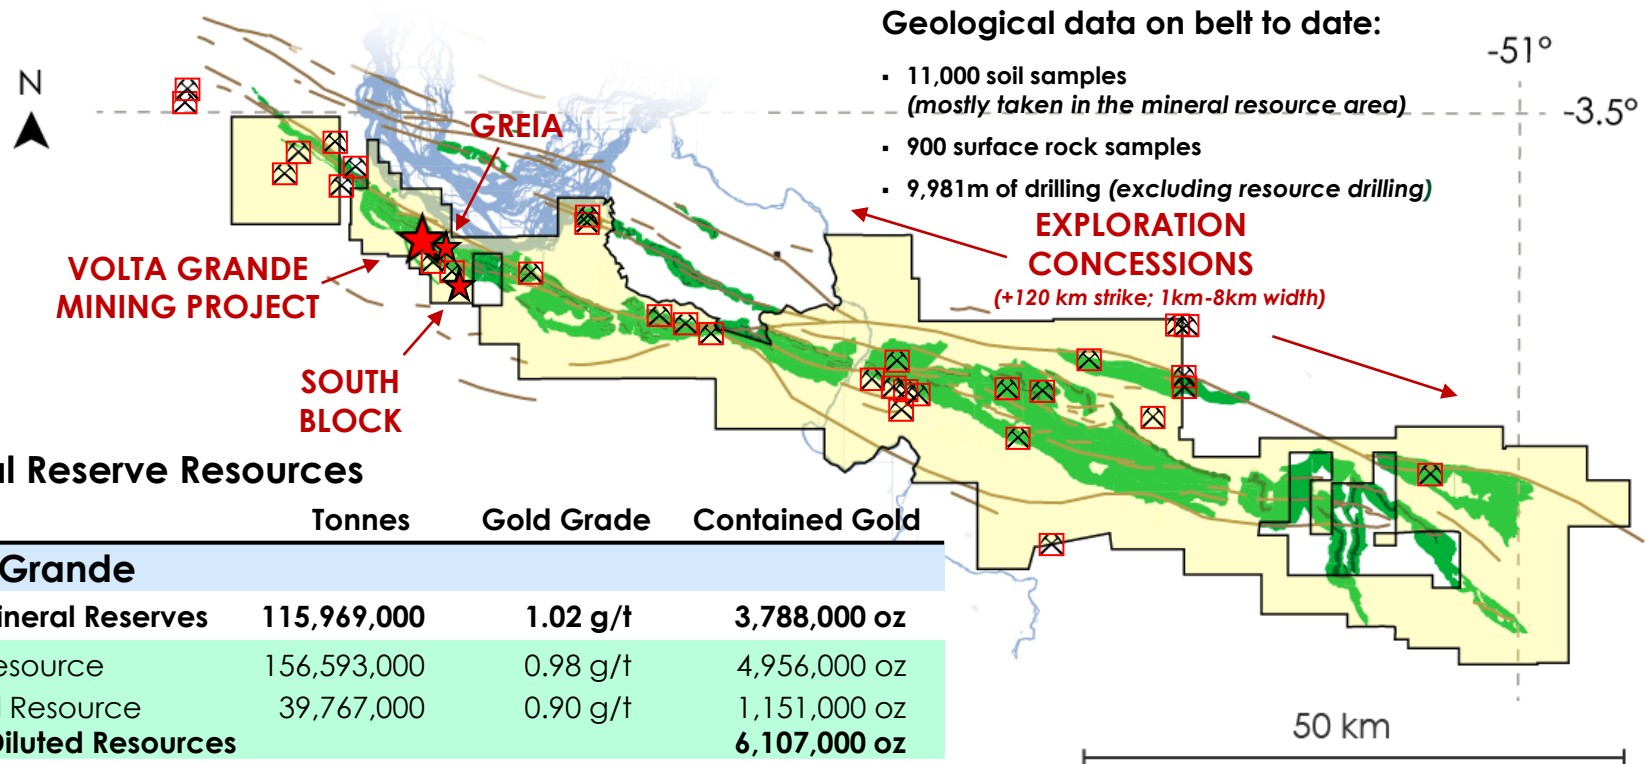 Geological data on belt to date:
▪ 11,000 soil samples
(mostly taken in the mineral resource area)
▪ 900 surface rock samples
▪ 9,981m of drilling (excluding resource drilling)
-51°
-3.5°
N
GREIA
EXPLORATION
CONCESSIONS
(+120 km strike; 1km-8km width)
VOLTA GRANDE
MINING PROJECT
SOUTH
BLOCK
Reserve Resources
Tonnes Gold Grade Contained Gold
Grande
Reserves 115,969,000 1.02 g/t 3,788,000 oz
156,593,000 0.98 g/t 4,956,000 oz
Resource 39,767,000 0.90 g/t 1,151,000 oz
Diluted Resources 6,107,000 oz
50 km